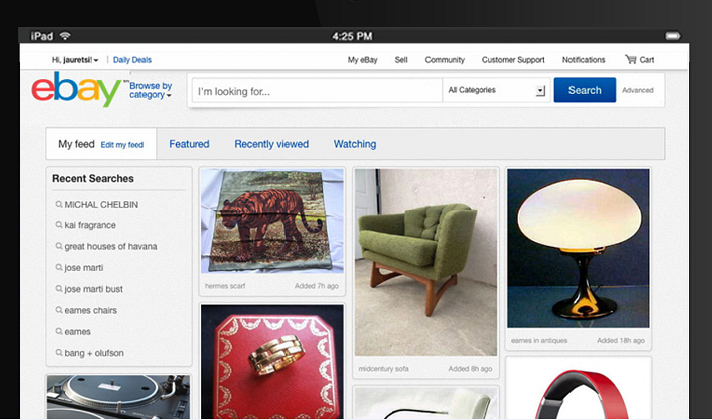 iPad
4:25 PM
Hi, jauretsi!
Daily Deals
My eBay
Sell
Community
Customer Support
Notifications
Cart
ebay
Browse by
category
I'm looking for...
All Categories
Search
Advanced
My feed
Edit my feed
Featured
Recently viewed
Watching
Recent Searches
MICHAL CHELBIN
kai fragrance
great houses of havana
jose marti
jose marti bust
eames chairs
eames
bang + olufson
hermes scarf
Added 7h ago
midcentury sofa
Added 8h ago
eames in antiques
Added 18h ago